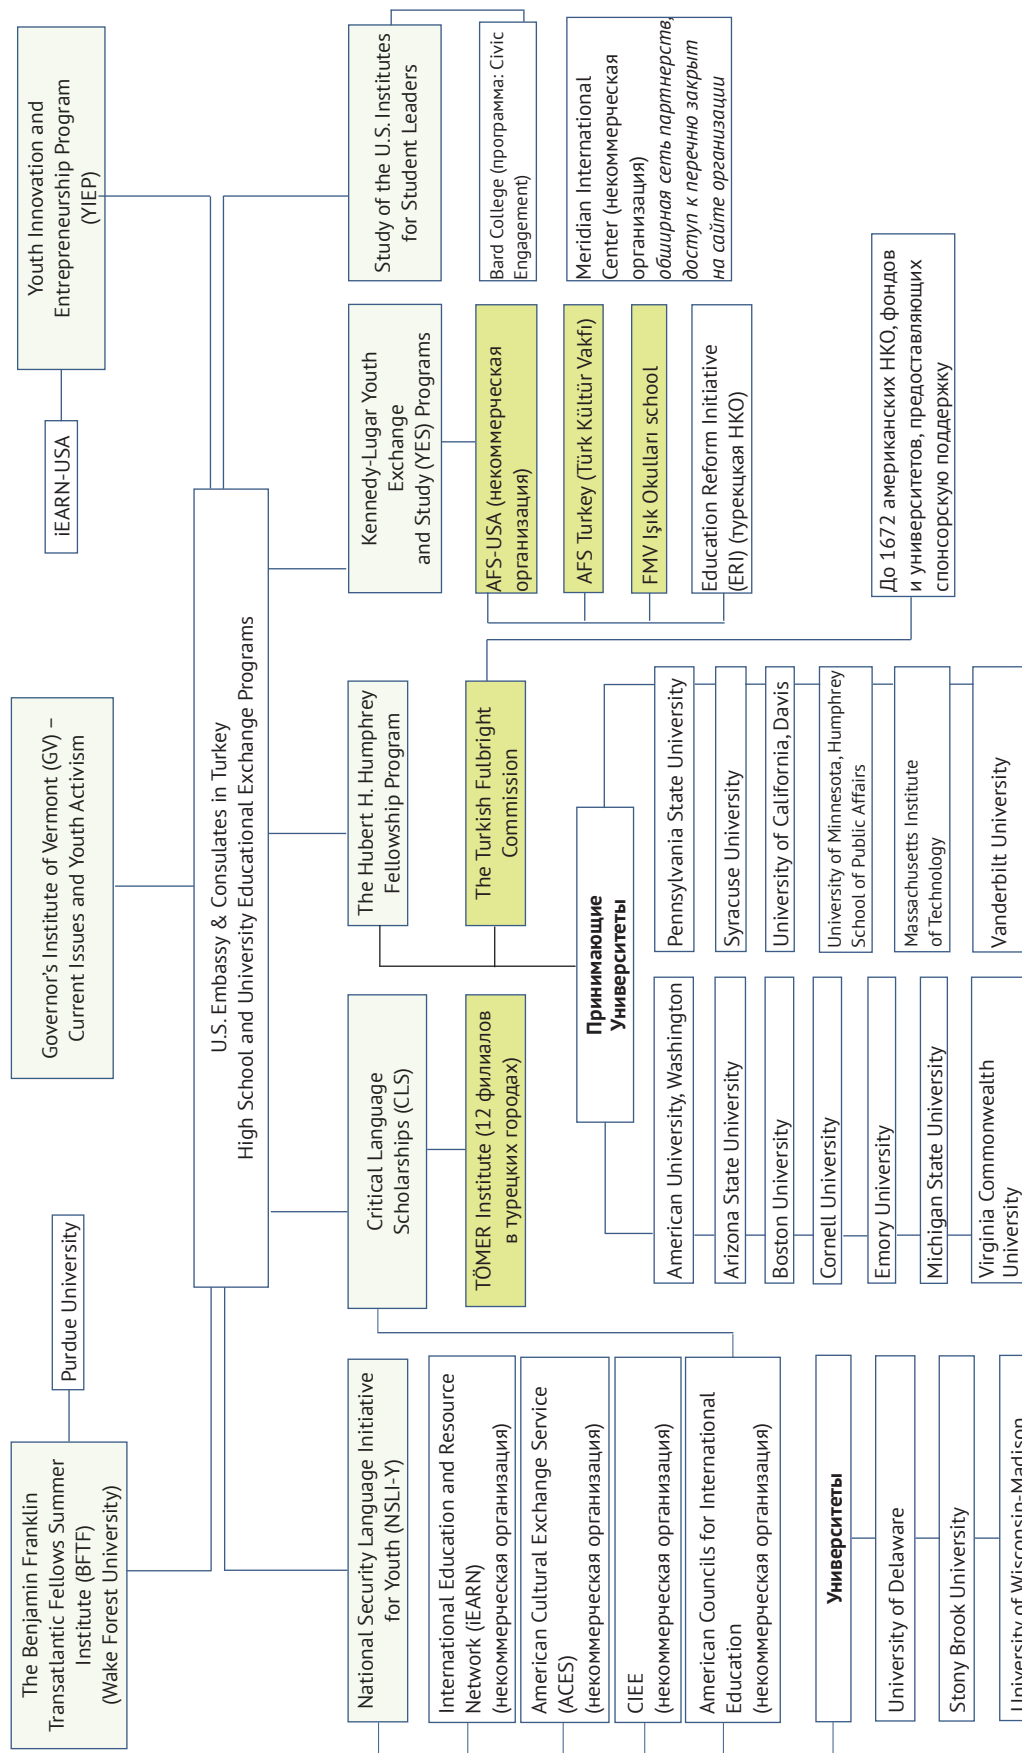 The Benjamin Franklin
Transatlantic Fellows Summer
Institute (BFTF)
(Wake Forest University)
Purdue University
Governor's Institute of Vermont (GV) –
Current Issues and Youth Activism
iEARN-USA
Youth Innovation and
Entrepreneurship Program
(YIEP)
U.S. Embassy & Consulates in Turkey
High School and University Educational Exchange Programs
National Security Language Initiative
for Youth (NSLI-Y)
International Education and Resource
Network (iEARN)
(некоммерческая организация)
American Cultural Exchange Service
(ACES)
(некоммерческая организация)
CIEE
(некоммерческая организация)
American Councils for International
Education
(некоммерческая организация)
Университеты
University of Delaware
Stony Brook University
University of Wisconsin-Madison
Critical Language
Scholarships (CLS)
TÖMER Institute (12 филиалов
в турецких городах)
The Hubert H. Humphrey
Fellowship Program
The Turkish Fulbright
Commission
Принимающие
Университеты
American University, Washington
Arizona State University
Boston University
Cornell University
Emory University
Michigan State University
Virginia Commonwealth
University
Pennsylvania State University
Syracuse University
University of California, Davis
University of Minnesota, Humphrey
School of Public Affairs
Massachusetts Institute
of Technology
Vanderbilt University
Kennedy-Lugar Youth
Exchange
and Study (YES) Programs
AFS-USA (некоммерческая
организация)
AFS Turkey (Türk Kültür Vakfı)
FMV Işık Okulları school
Education Reform Initiative
(ERI) (турецкая НКО)
До 1672 американских НКО, фондов
и университетов, предоставляющих
спонсорскую поддержку
Study of the U.S. Institutes
for Student Leaders
Bard College (программа: Civic
Engagement)
Meridian International
Center (некоммерческая
организация)
обширная сеть партнерств,
доступ к перечню закрыт
на сайте организации